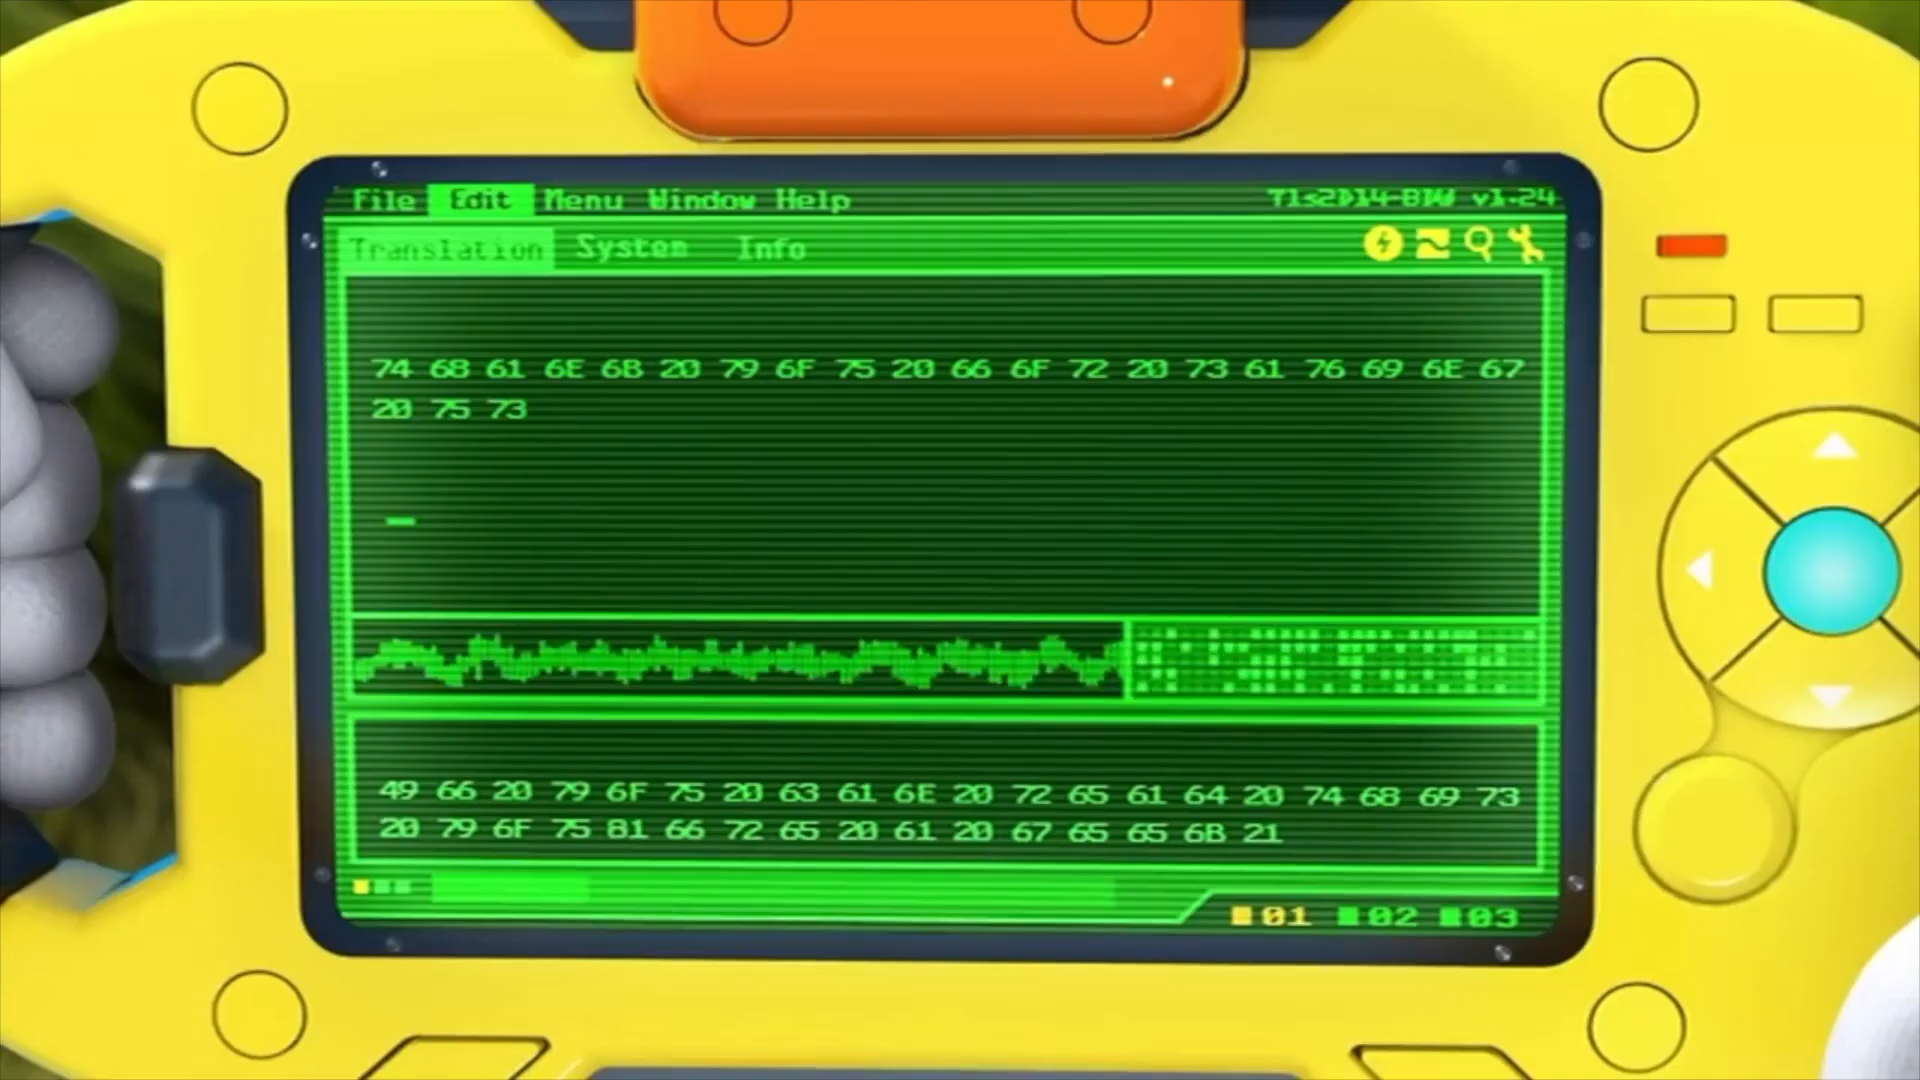 File Edit Menu Window Help
Translation System Info
74 68 61 6E 6B 20 79 6F 75 20 66 6F 72 20 73 61 76 69 6E 67
20 75 73
49 66 20 79 6F 75 20 63 61 6E 20 72 65 61 64 20 74 68 69 73
20 79 6F 75 81 66 72 65 20 61 20 67 65 65 6B 21
01 02 03